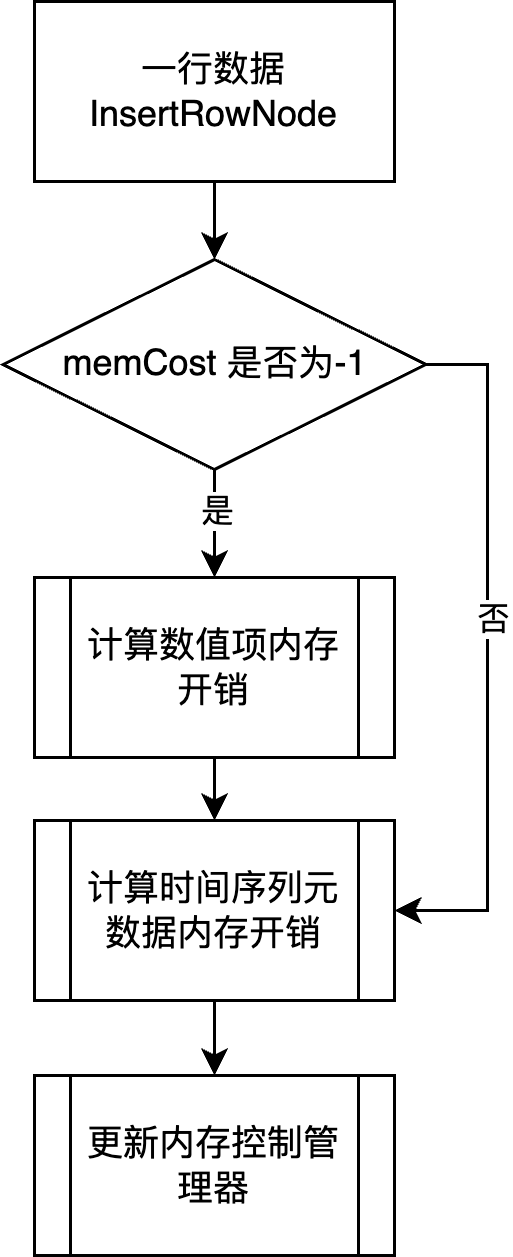 一行数据
InsertRowNode
memCost 是否为-1
是
计算数值项内存
开销
否
计算时间序列元
数据内存开销
更新内存控制管
理器